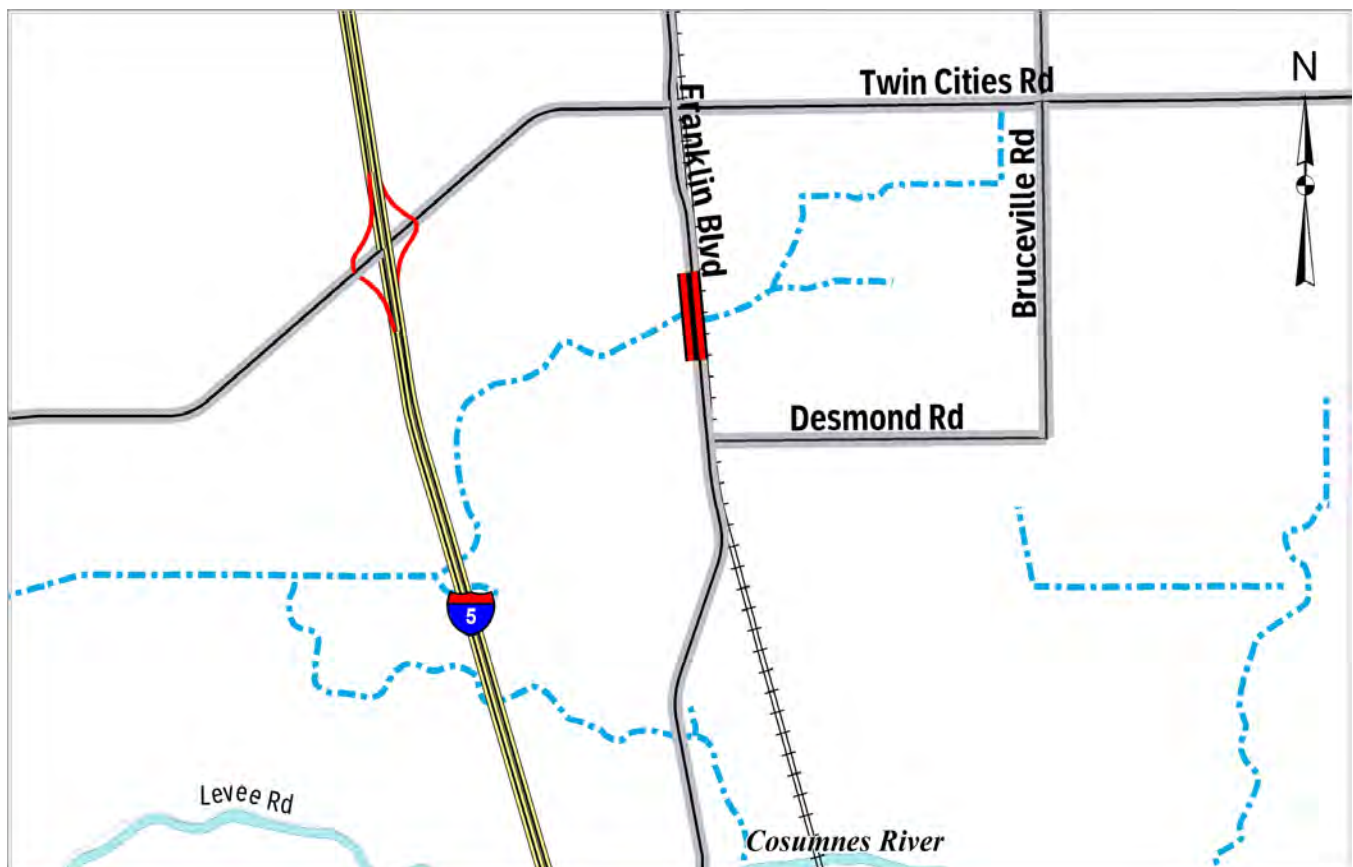 N
Twin Cities Rd
Franklin Blvd
Bruceville Rd
Desmond Rd
5
Levee Rd
Cosumnes River